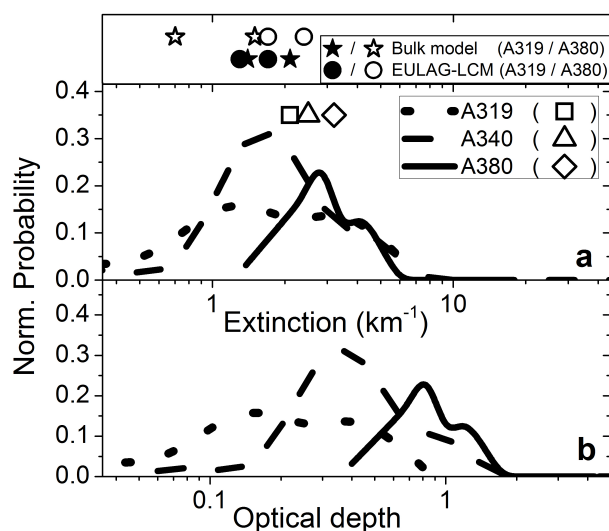 ★ / ☆ Bulk model (A319 / A380)
● / ○ EULAG-LCM (A319 / A380)
0.4
0.3
0.2
0.1
0.0
A319 ( □ )
A340 ( △ )
A380 ( ◇ )
a
1 10
Extinction (km⁻¹)
Norm. Probability
0.4
0.3
0.2
0.1
0.0
b
0.1 1
Optical depth